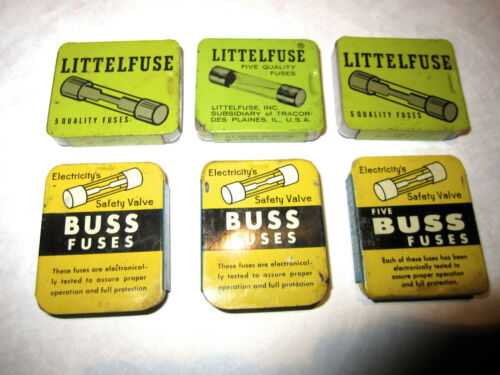 LITTELFUSE
5 QUALITY FUSES
LITTELFUSE®
FIVE QUALITY
FUSES
LITTELFUSE, INC.
SUBSIDIARY of TRACOR
DES PLAINES, IL, U.S.A.
LITTELFUSE
5 QUALITY FUSES
Electricity's
Safety Valve
BUSS
FUSES
These fuses are electronical-
ly tested to assure proper
operation and full protection
Electricity's
Safety Valve
BUSS
FUSES
These fuses are electronical-
ly tested to assure proper
operation and full protection
Electricity's
Safety Valve
FIVE
BUSS
FUSES
Each of these fuses has been
electronically tested to
assure proper operation
and full protection.